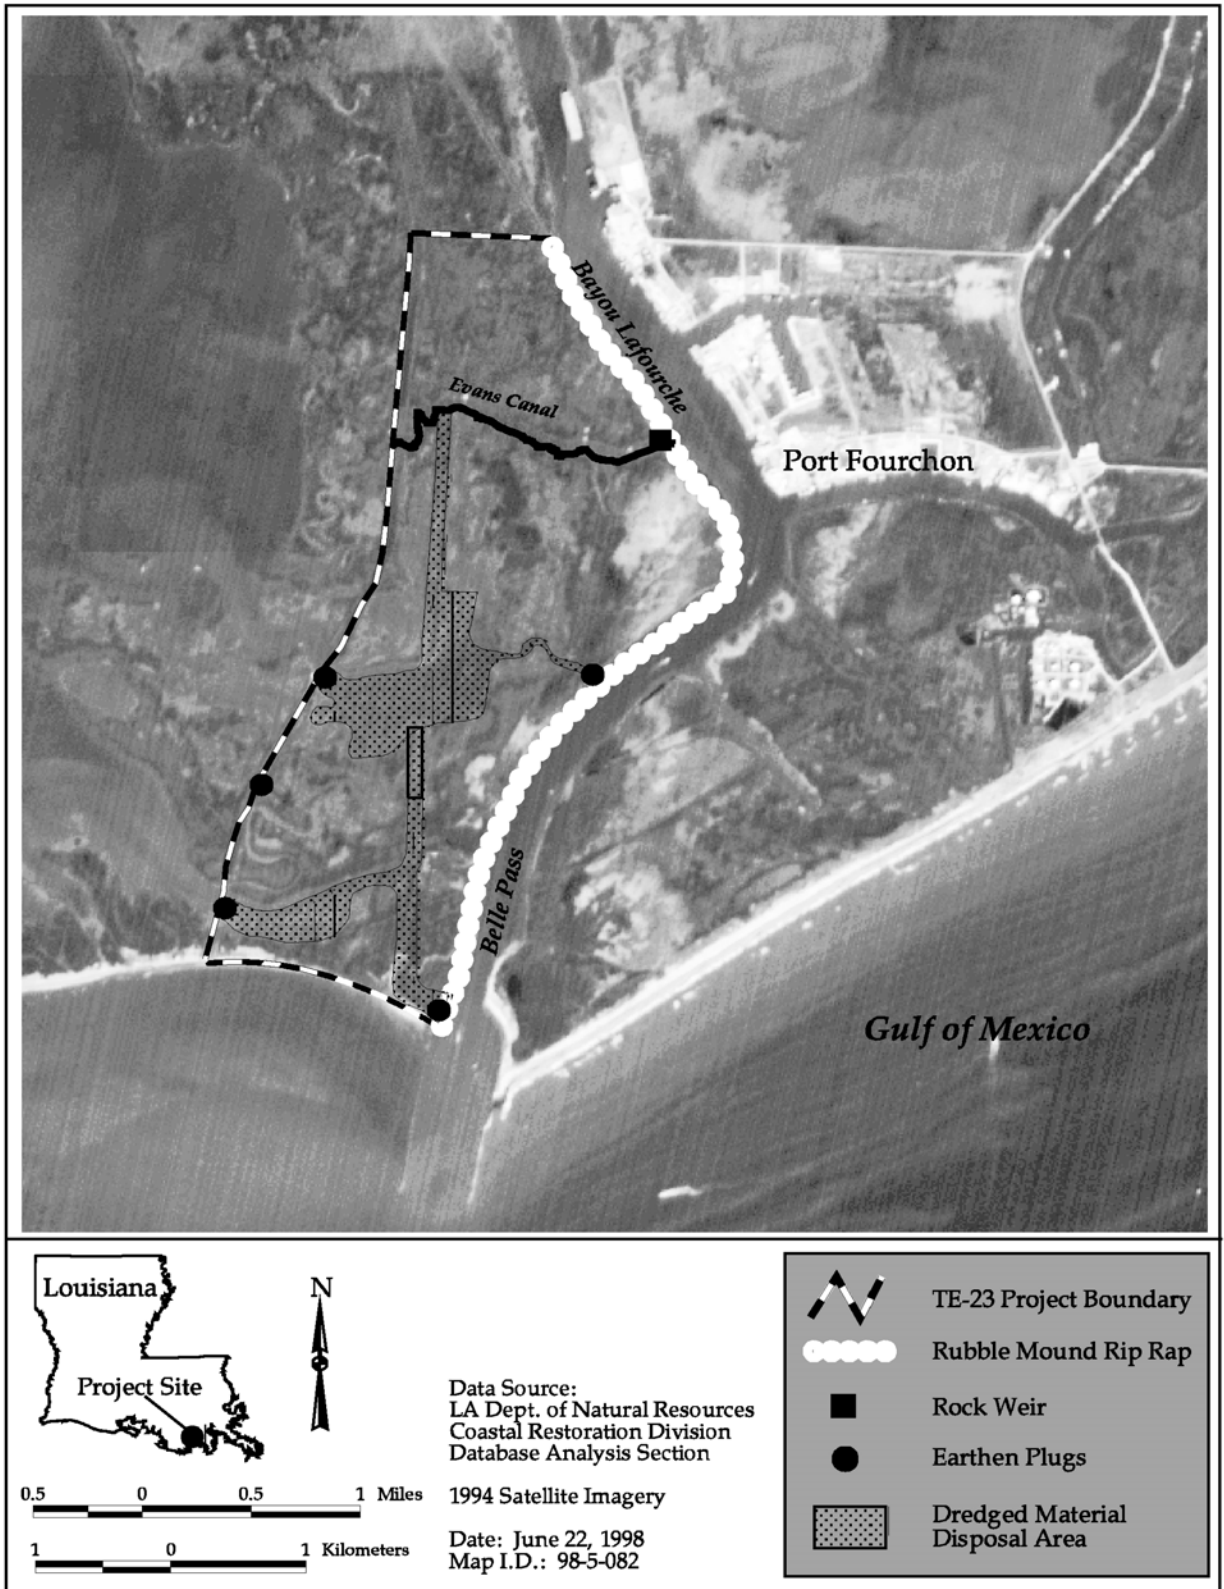 Bayou Lafourche
Evans Canal
Port Fourchon
Belle Pass
Gulf of Mexico
Louisiana
Project Site
N
0.5 0 0.5 1 Miles
1 0 1 Kilometers
Data Source:
LA Dept. of Natural Resources
Coastal Restoration Division
Database Analysis Section
1994 Satellite Imagery
Date: June 22, 1998
Map I.D.: 98-5-082
TE-23 Project Boundary
Rubble Mound Rip Rap
Rock Weir
Earthen Plugs
Dredged Material
Disposal Area